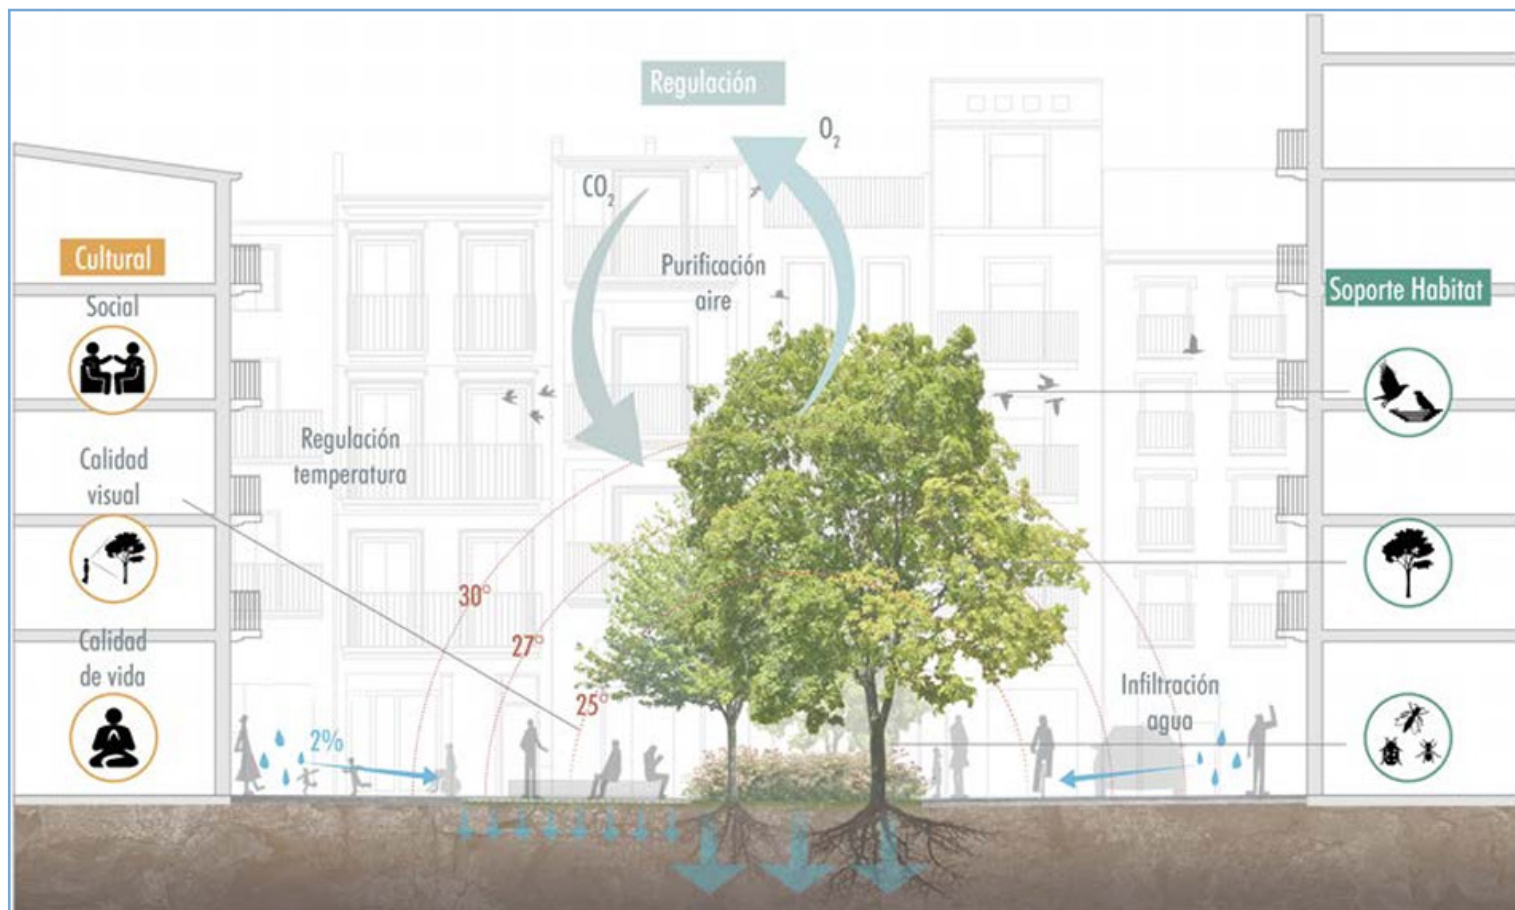 Regulación
O₂
CO₂
Purificación
aire
Cultural
Social
Calidad
visual
Calidad
de vida
Regulación
temperatura
30°
27°
25°
2%
Infiltración
agua
Soporte Habitat